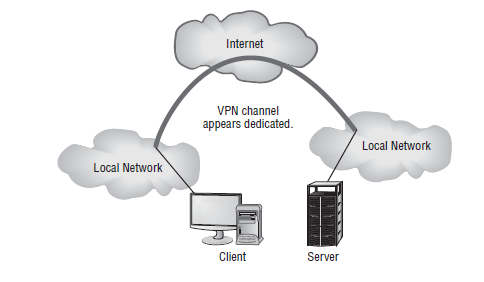 Internet
VPN channel
appears dedicated.
Local Network
Local Network
Client
Server